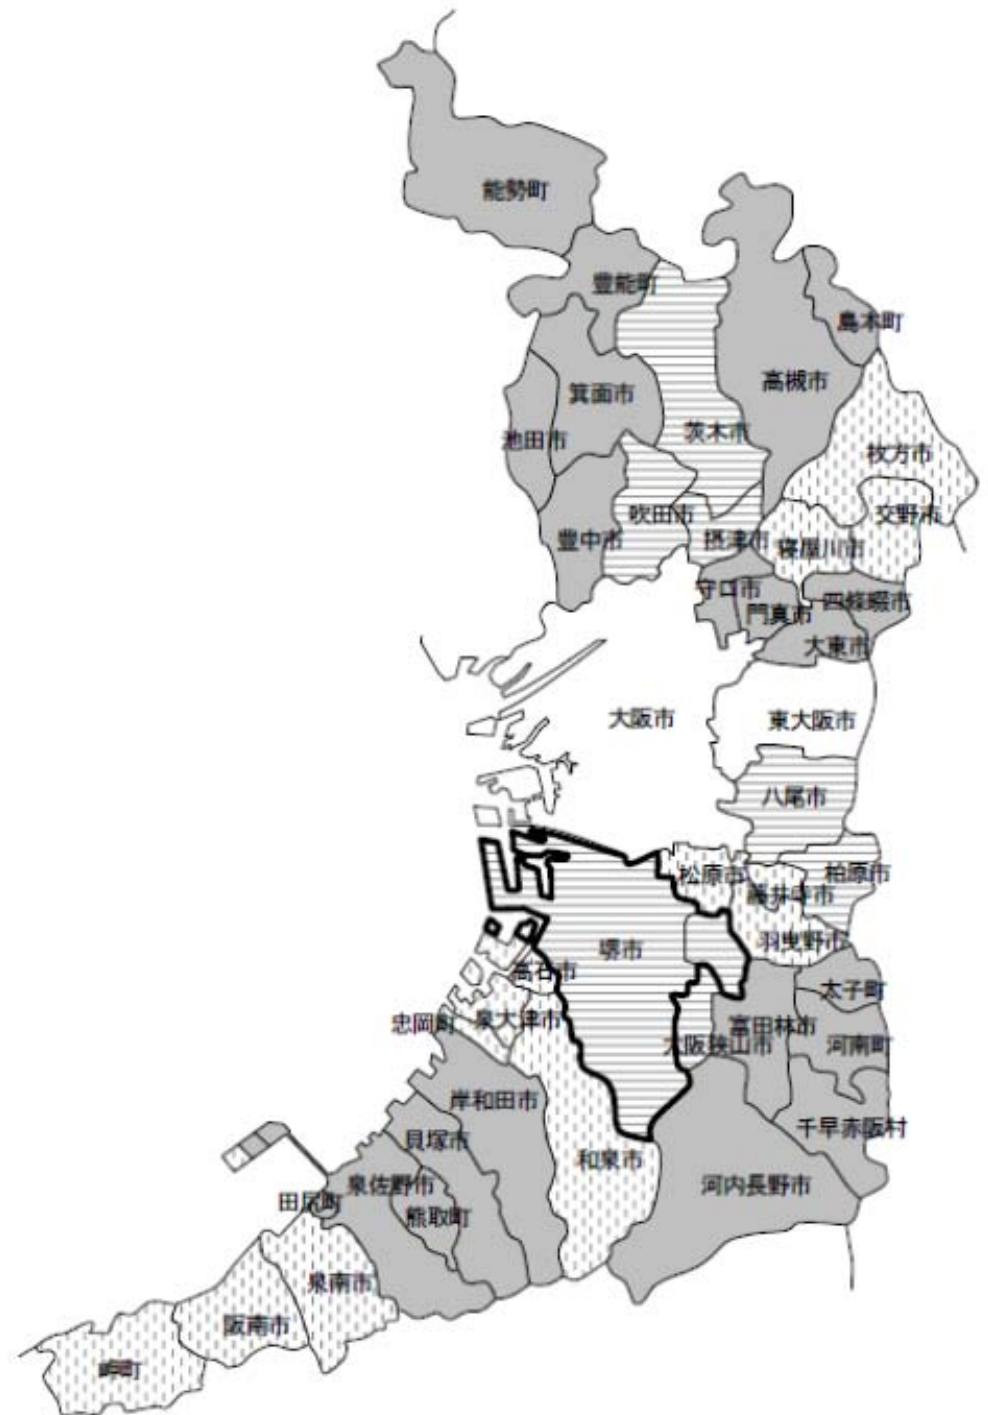 能勢町
豊能町
島本町
高槻市
箕面市
茨木市
池田市
枚方市
吹田市
交野市
豊中市
摂津市
寝屋川市
守口市
四條畷市
門真市
大東市
大阪市
東大阪市
八尾市
松原市
柏原市
藤井寺市
羽曳野市
堺市
高石市
太子町
忠岡町
泉大津市
富田林市
大阪狭山市
河南町
岸和田市
千早赤阪村
貝塚市
和泉市
泉佐野市
河内長野市
田尻町
熊取町
泉南市
阪南市
岬町